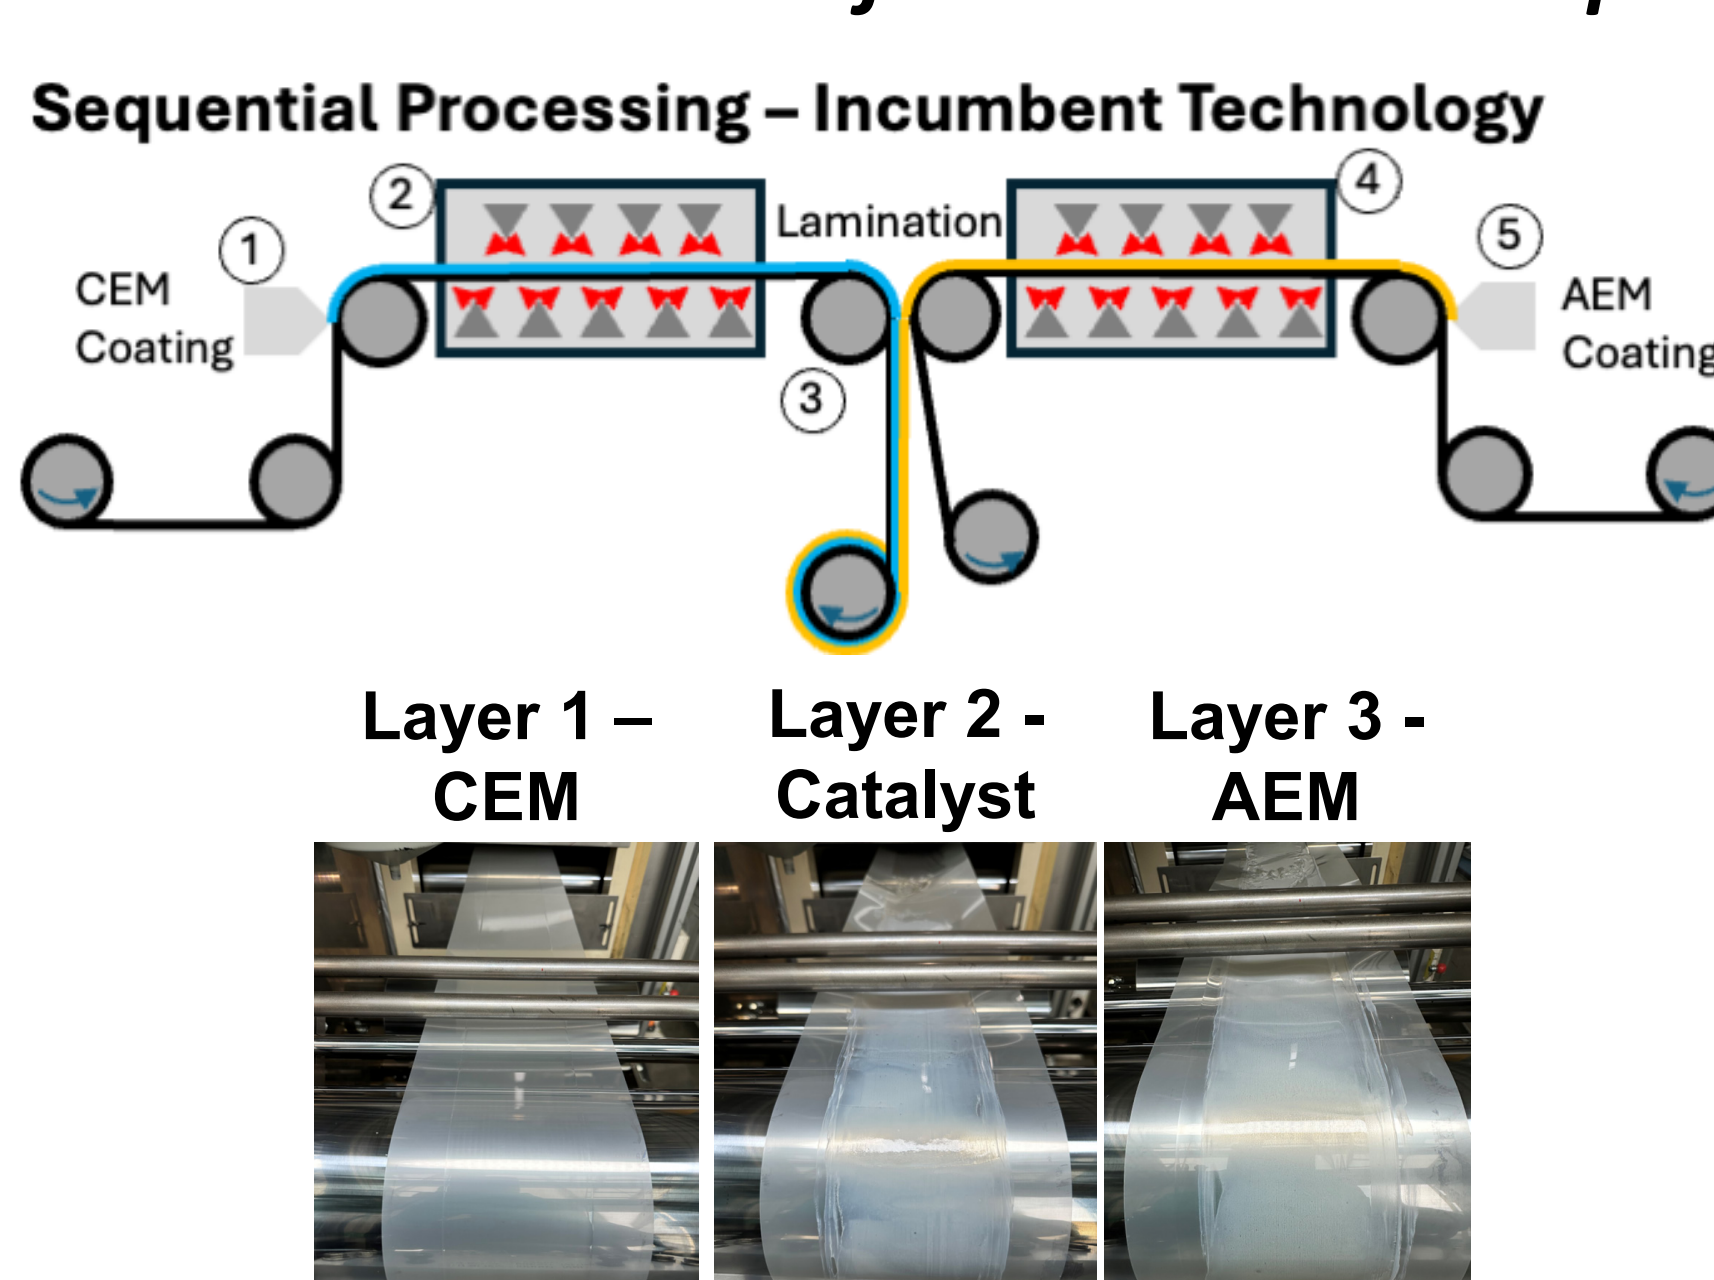 Sequential Processing – Incumbent Technology
2
4
Lamination
1
5
CEM
Coating
AEM
Coating
3
Layer 1 –
CEM
Layer 2 -
Catalyst
Layer 3 -
AEM